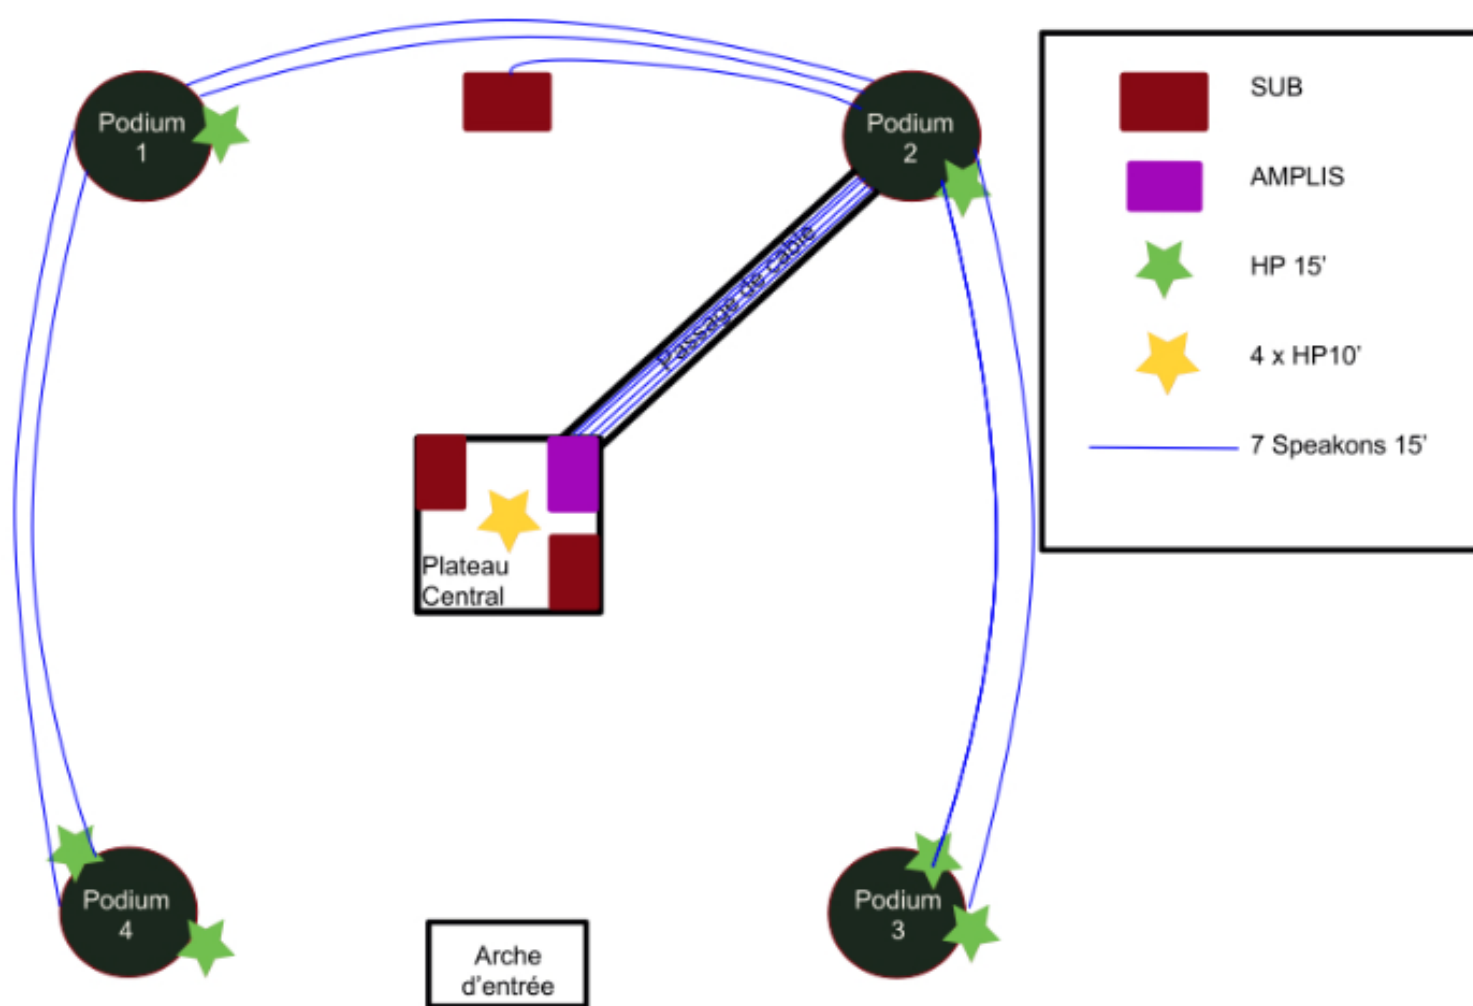 Podium
1
Podium
2
SUB
AMPLIS
HP 15'
4 x HP10'
7 Speakons 15'
Passage de cable
Plateau
Central
Podium
4
Podium
3
Arche
d'entrée